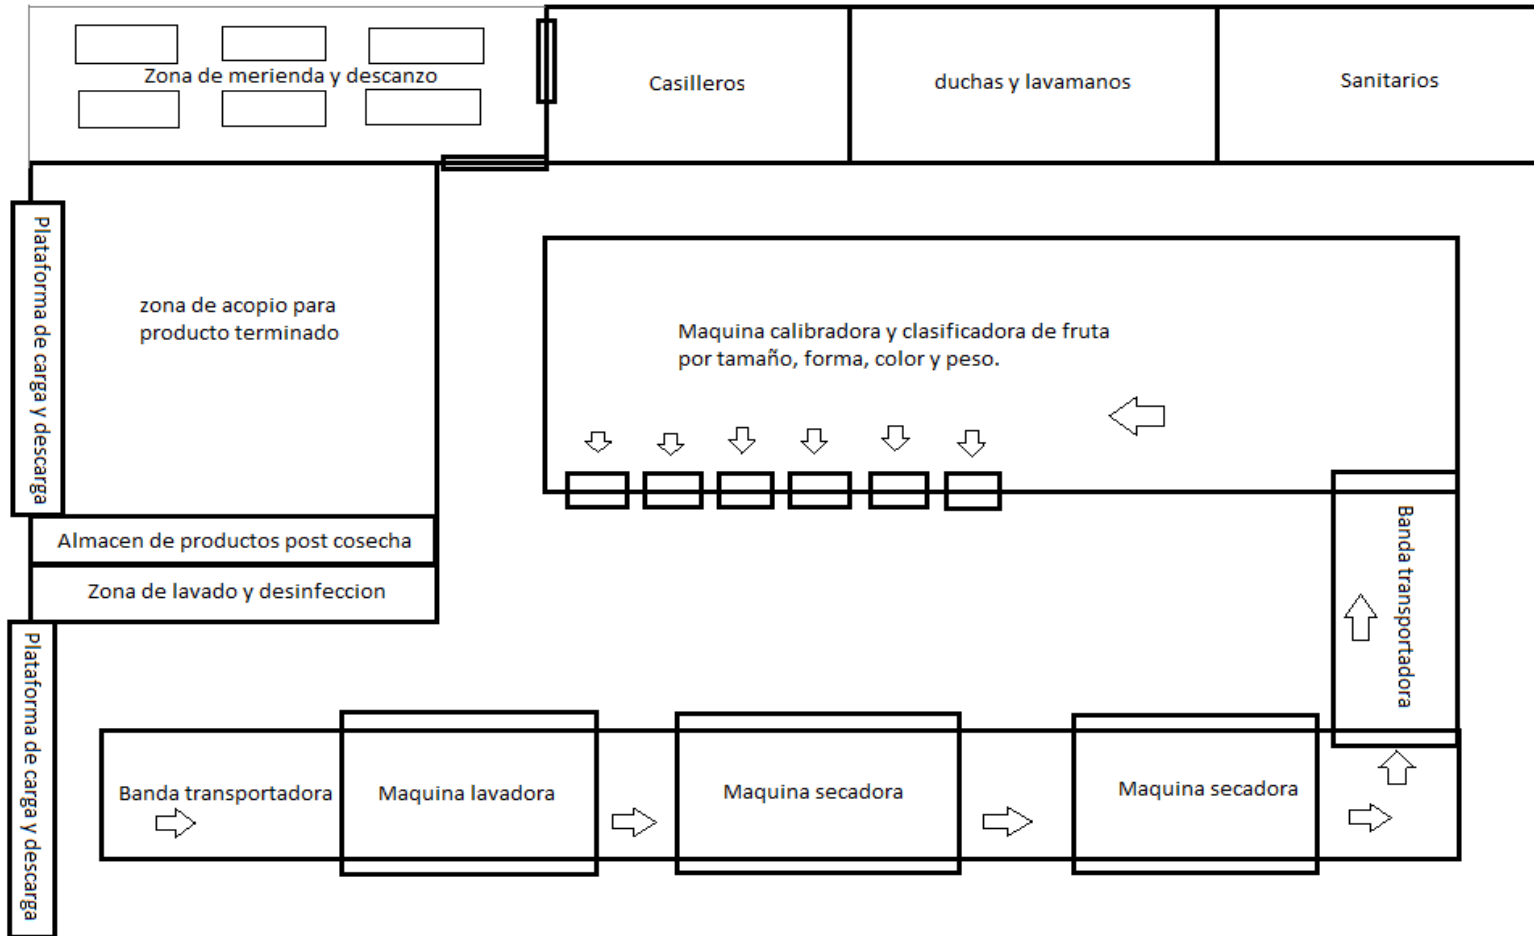 Zona de merienda y descanzo
Casilleros
duchas y lavamanos
Sanitarios
Plataforma de carga y descarga
zona de acopio para
producto terminado
Maquina calibradora y clasificadora de fruta
por tamaño, forma, color y peso.
Almacen de productos post cosecha
Zona de lavado y desinfeccion
Banda transportadora
Plataforma de carga y descarga
Banda transportadora
Maquina lavadora
Maquina secadora
Maquina secadora